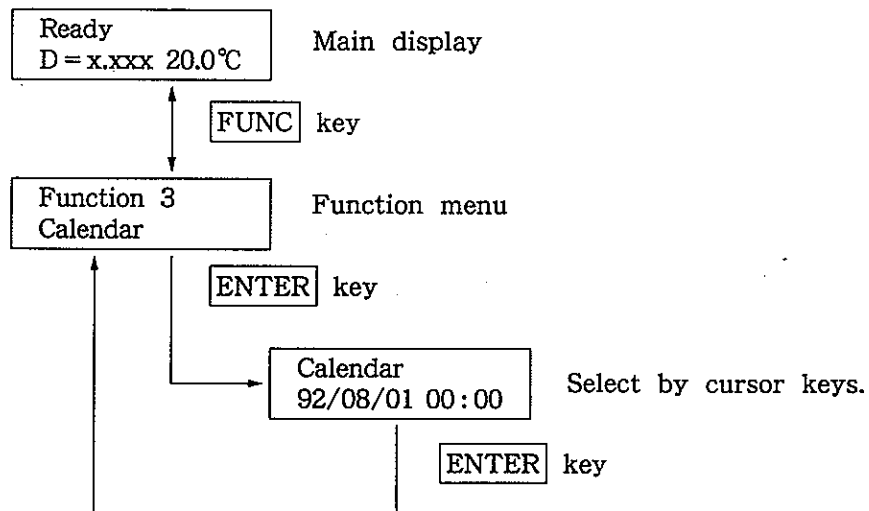 Ready
D=x.xxx 20.0℃
Main display
FUNC key
Function 3
Calendar
Function menu
ENTER key
Calendar
92/08/01 00:00
Select by cursor keys.
ENTER key